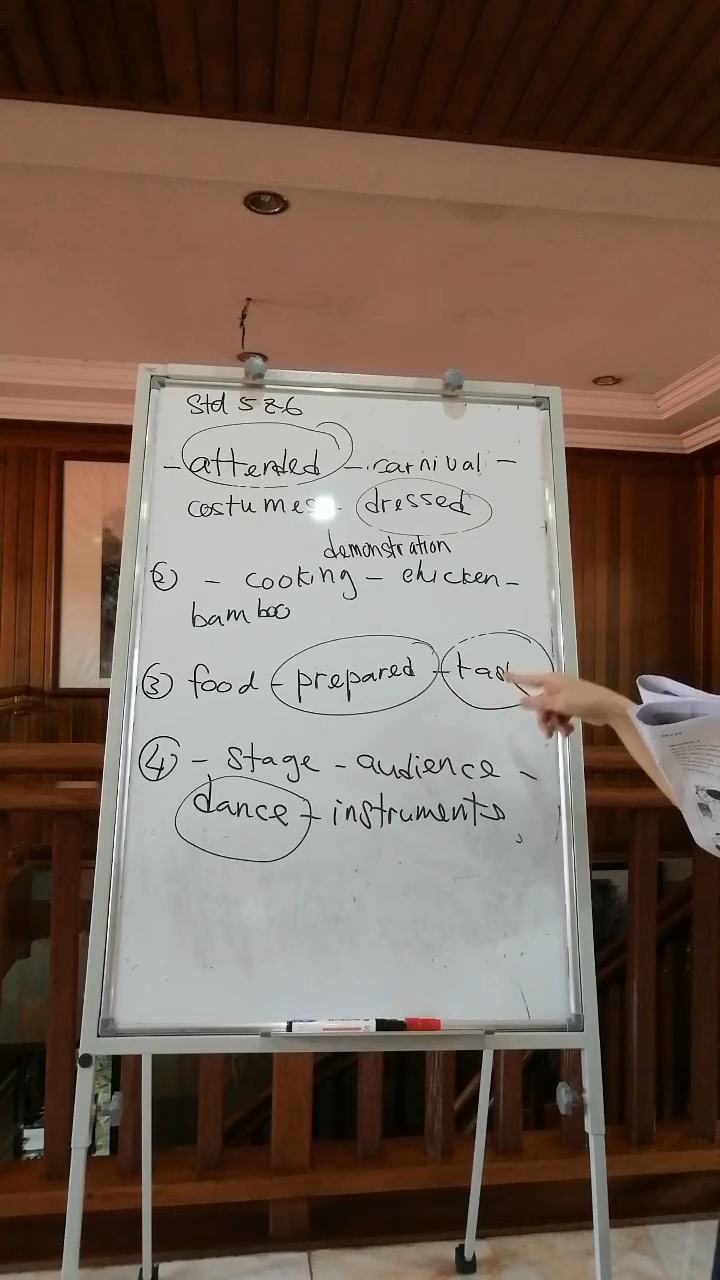 Std 5 & 6
- attended - carnival -
costumes - dressed
demonstration
② - cooking - chicken -
bamboo
③ food - prepared -
④ - stage - audience -
dance - instruments